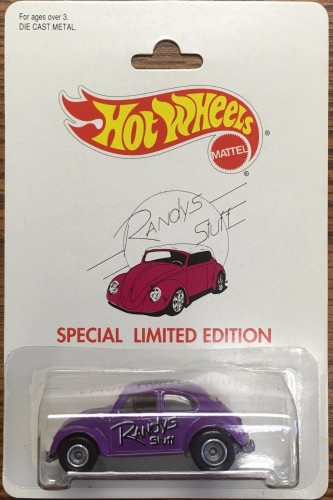 For ages over 3.
DIE CAST METAL.
HOT WHEELS
MATTEL
RANDYS
STUFF
SPECIAL LIMITED EDITION
RANDYS
STUFF